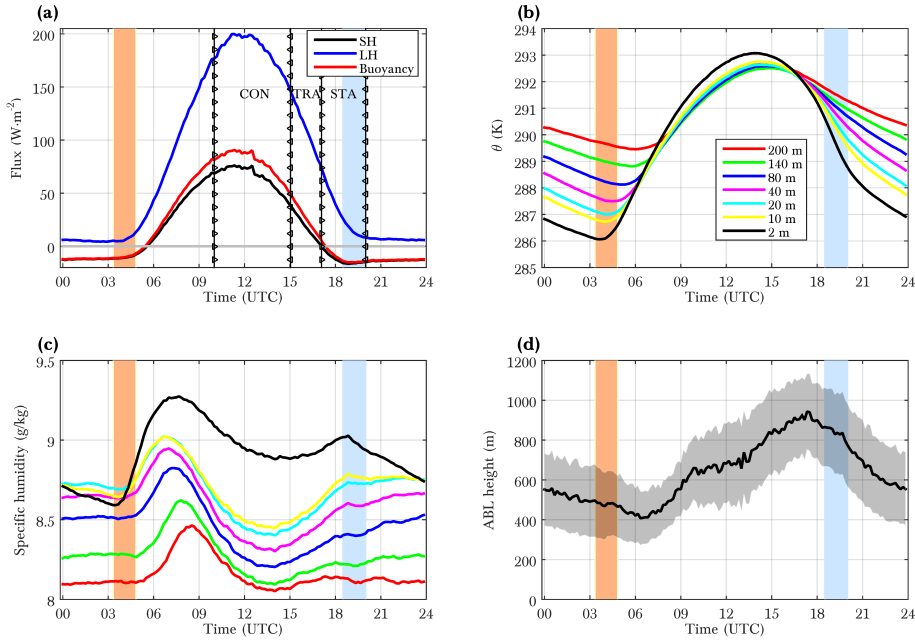 (a)
200
150
100
50
0
Flux (W·m⁻²)
SH
LH
Buoyancy
CON
TRA
STA
00 03 06 09 12 15 18 21 24
Time (UTC)
(b)
294
293
292
291
290
289
288
287
286
285
θ (K)
200 m
140 m
80 m
40 m
20 m
10 m
2 m
00 03 06 09 12 15 18 21 24
Time (UTC)
(c)
9.5
9
8.5
8
Specific humidity (g/kg)
00 03 06 09 12 15 18 21 24
Time (UTC)
(d)
1200
1000
800
600
400
200
0
ABL height (m)
00 03 06 09 12 15 18 21 24
Time (UTC)